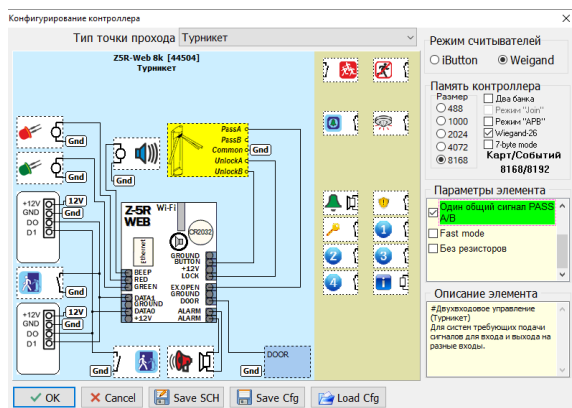 Конфигурирование контроллера
Тип точки прохода Турникет
Z5R-Web 8k [44504]
Турникет
PassA
PassB
Common
UnlockA
UnlockB
Gnd
Gnd
Gnd
Gnd
+12V
GND
DO
D1
12V
Gnd
Z-5R
WEB
Wi-Fi
Ethernet
CR2032
GROUND
BUTTON
+12V
LOCK
BEEP
RED
GREEN
DATA1
GROUND
DATA0
+12V
EX.OPEN
GROUND
DOOR
ALARM
ALARM
Gnd
+12V
GND
DO
D1
12V
Gnd
Gnd
Gnd
DOOR
1
2
3
4
Режим считывателей
iButton
Weigand
Память контроллера
Размер
488
1000
2024
4072
8168
Два банка
Режим "Join"
Режим "APB"
Wiegand-26
7-byte mode
Карт/Событий
8168/8192
Параметры элемента
Один общий сигнал PASS
A/B
Fast mode
Без резисторов
Описание элемента
#Двухвходовое управление
(Турникет)
Для систем требующих подачи
сигналов для входа и выхода на
разные входы.
OK
Cancel
Save SCH
Save Cfg
Load Cfg